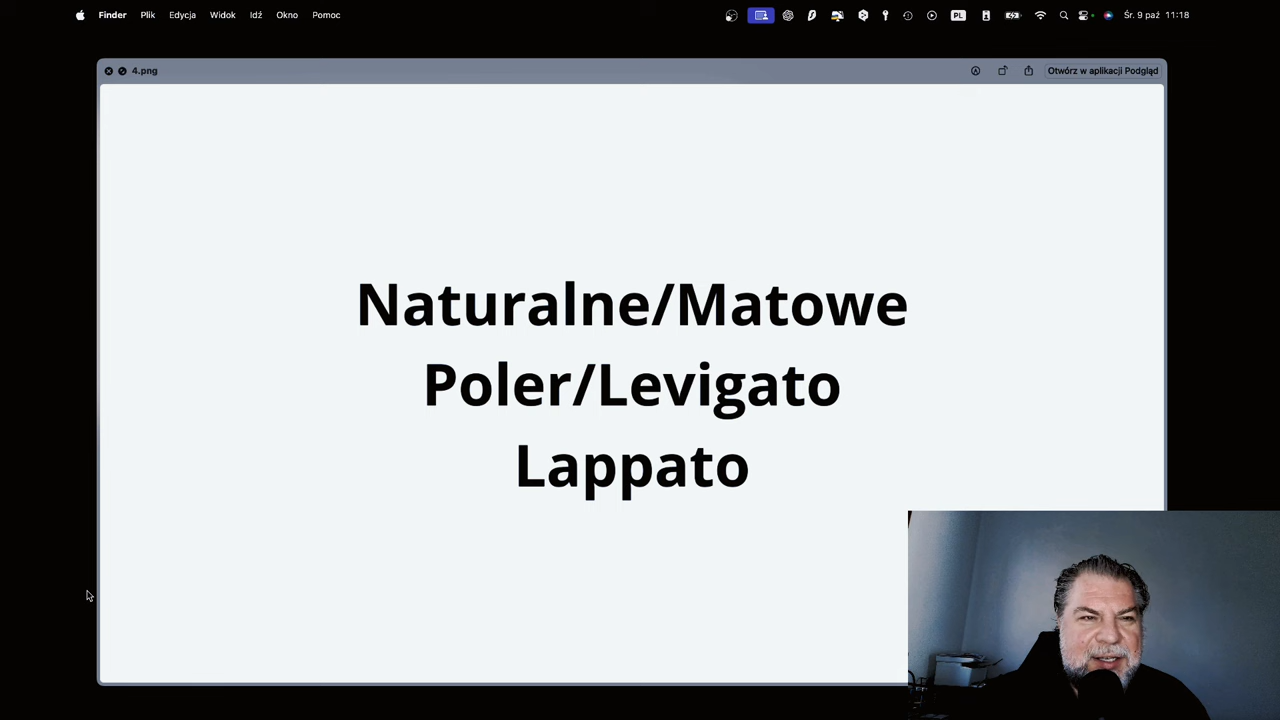 Finder Plik Edycja Widok Idź Okno Pomoc PL Śr. 9 paź 11:18
4.png Otwórz w aplikacji Podgląd
Naturalne/Matowe
Poler/Levigato
Lappato